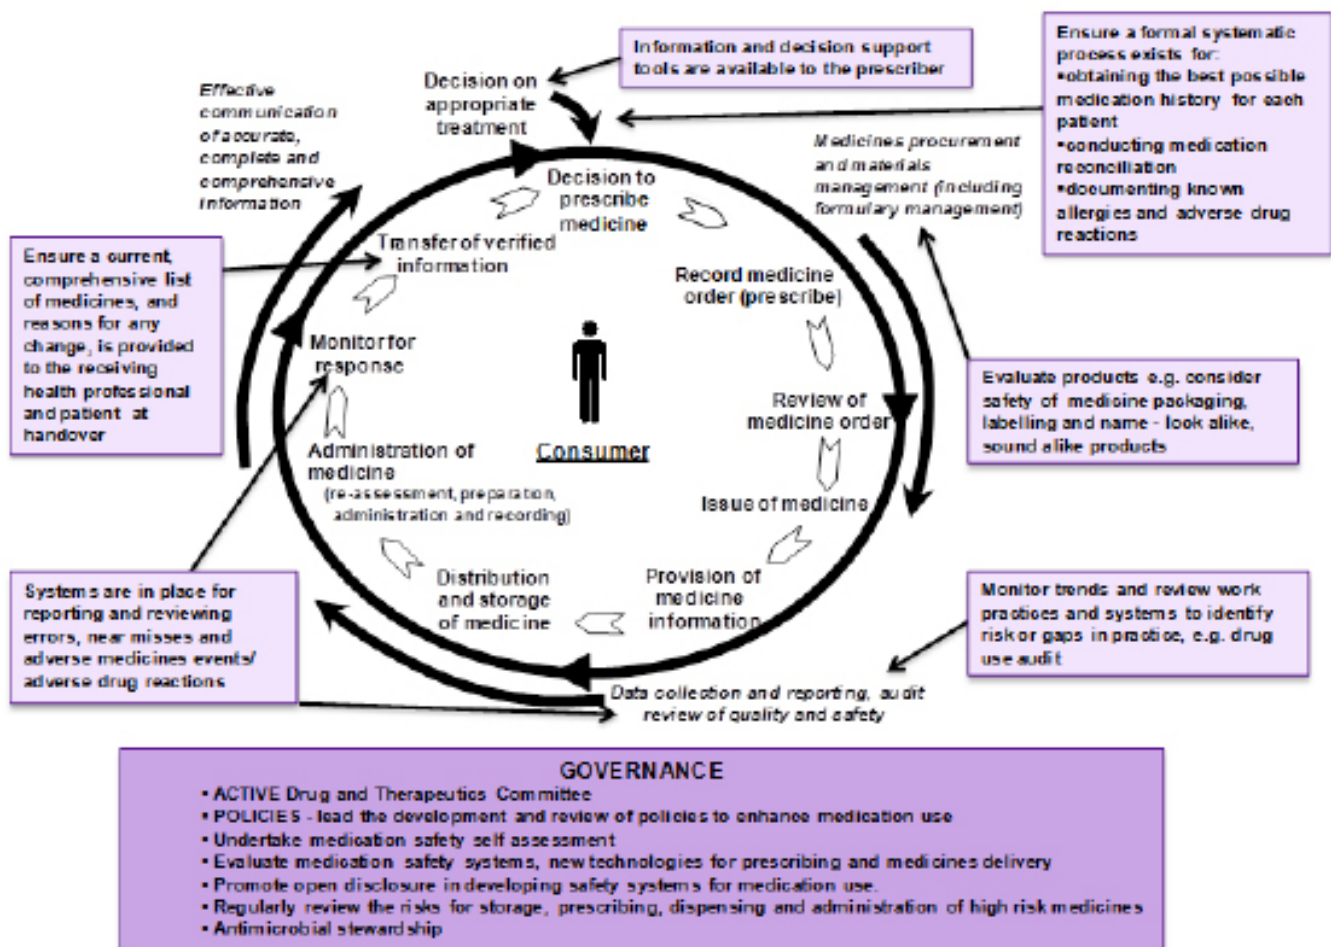 Information and decision support
tools are available to the prescriber
Ensure a formal systematic
process exists for:
•obtaining the best possible
medication history for each
patient
•conducting medication
reconciliation
•documenting known
allergies and adverse drug
reactions
Decision on
appropriate
treatment
Effective
communication
of accurate,
complete and
comprehensive
information
Medicines procurement
and materials
management (including
formulary management)
Decision to
prescribe
medicine
Transfer of verified
information
Record medicine
order (prescribe)
Ensure a current,
comprehensive list
of medicines, and
reasons for any
change, is provided
to the receiving
health professional
and patient at
handover
Monitor for
response
Review of
medicine order
Evaluate products e.g. consider
safety of medicine packaging,
labelling and name - look alike,
sound alike products
Consumer
Administration of
medicine
(re-assessment, preparation,
administration and recording)
Issue of medicine
Distribution
and storage
of medicine
Provision of
medicine
information
Systems are in place for
reporting and reviewing
errors, near misses and
adverse medicines events/
adverse drug reactions
Monitor trends and review work
practices and systems to identify
risk or gaps in practice, e.g. drug
use audit
Data collection and reporting, audit
review of quality and safety
GOVERNANCE
▪ ACTIVE Drug and Therapeutics Committee
▪ POLICIES - lead the development and review of policies to enhance medication use
▪ Undertake medication safety self assessment
▪ Evaluate medication safety systems, new technologies for prescribing and medicines delivery
▪ Promote open disclosure in developing safety systems for medication use.
▪ Regularly review the risks for storage, prescribing, dispensing and administration of high risk medicines
▪ Antimicrobial stewardship